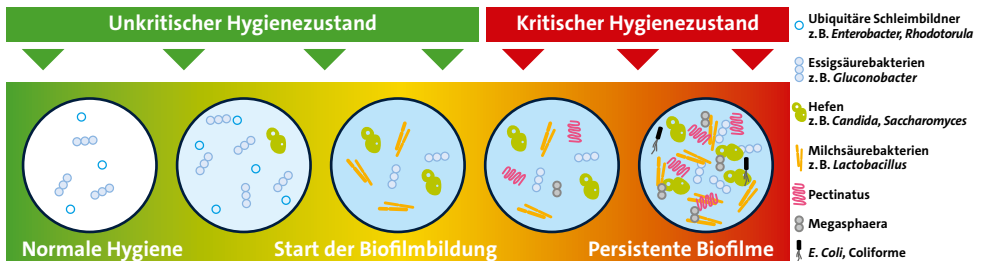 Unkritischer Hygienezustand
Kritischer Hygienezustand
Normale Hygiene
Start der Biofilmbildung
Persistente Biofilme
Ubiquitäre Schleimbildner
z. B. Enterobacter, Rhodotorula
Essigsäurebakterien
z. B. Gluconobacter
Hefen
z. B. Candida, Saccharomyces
Milchsäurebakterien
z. B. Lactobacillus
Pectinatus
Megasphaera
E. Coli, Coliforme